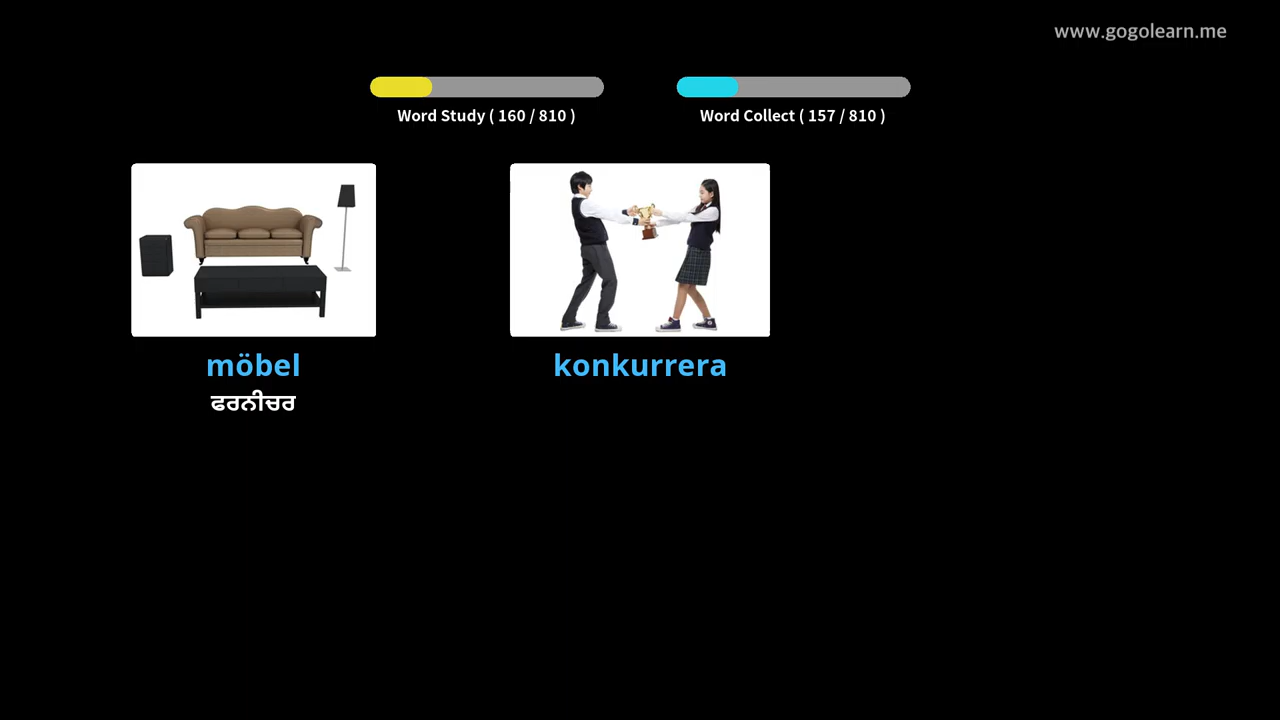 www.gogolearn.me
Word Study ( 160 / 810 )
Word Collect ( 157 / 810 )
möbel
konkurrera
ਫਰਨੀਚਰ